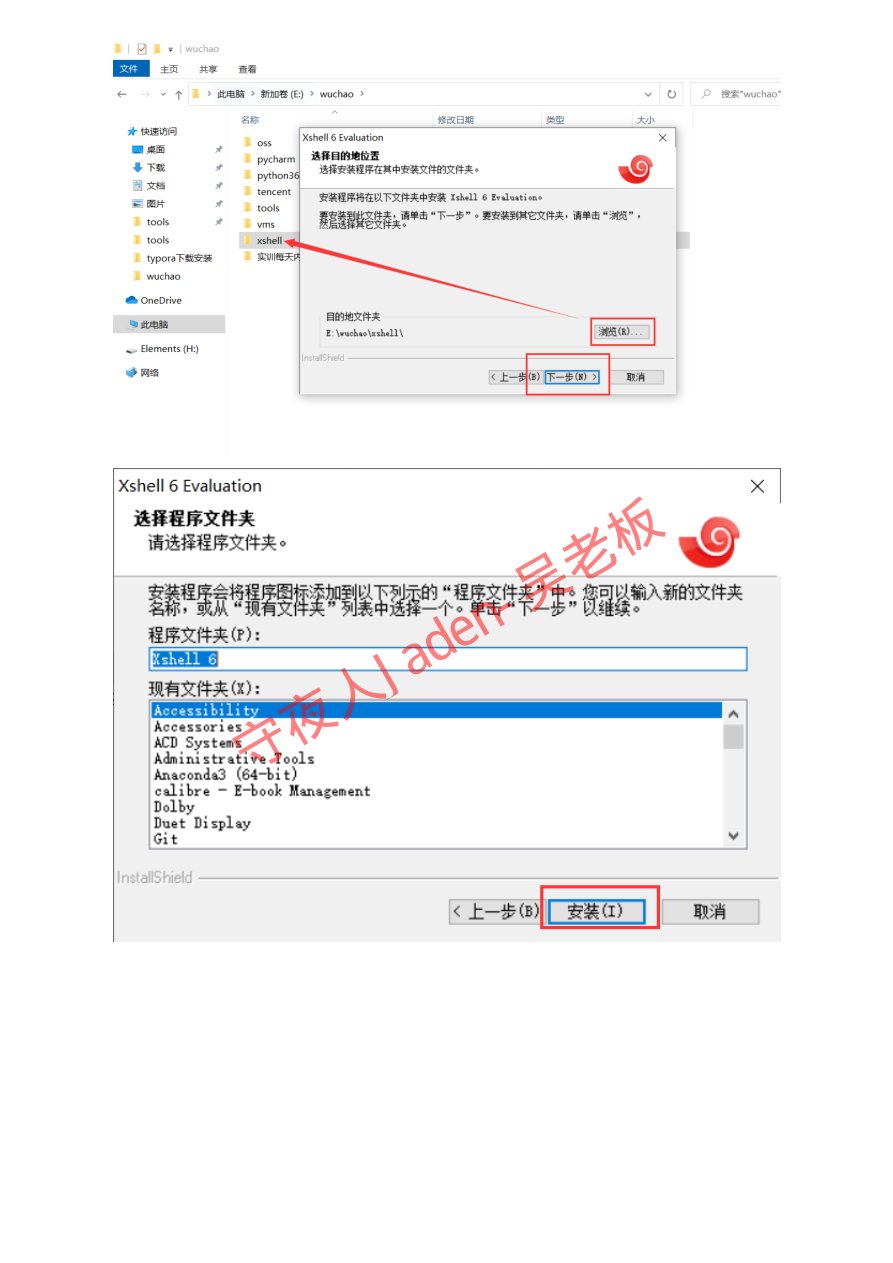 wuchao
文件 主页 共享 查看
此电脑 新加卷 (E:) wuchao 搜索"wuchao"
名称 修改日期 类型 大小
快速访问
桌面
下载
文档
图片
tools
tools
typora下载安装
wuchao
OneDrive
此电脑
Elements (H:)
网络
oss
pycharm
python36
tencent
tools
vms
xshell
实训每天内
Xshell 6 Evaluation
选择目的地位置
选择安装程序在其中安装文件的文件夹。
安装程序将在以下文件夹中安装 Xshell 6 Evaluation。
要安装到此文件夹，请单击“下一步”。要安装到其它文件夹，请单击“浏览”，
然后选择其它文件夹。
目的地文件夹
E:\wuchao\xshell\
浏览(R)...
InstallShield
< 上一步(B) 下一步(N) > 取消
Xshell 6 Evaluation
选择程序文件夹
请选择程序文件夹。
安装程序会将程序图标添加到以下列示的“程序文件夹”中。您可以输入新的文件夹
名称，或从“现有文件夹”列表中选择一个。单击“下一步”以继续。
程序文件夹(P)：
Xshell 6
现有文件夹(X)：
Accessibility
Accessories
ACD Systems
Administrative Tools
Anaconda3 (64-bit)
calibre - E-book Management
Dolby
Duet Display
Git
InstallShield
< 上一步(B) 安装(I) 取消
守夜人Jaden-吴老板